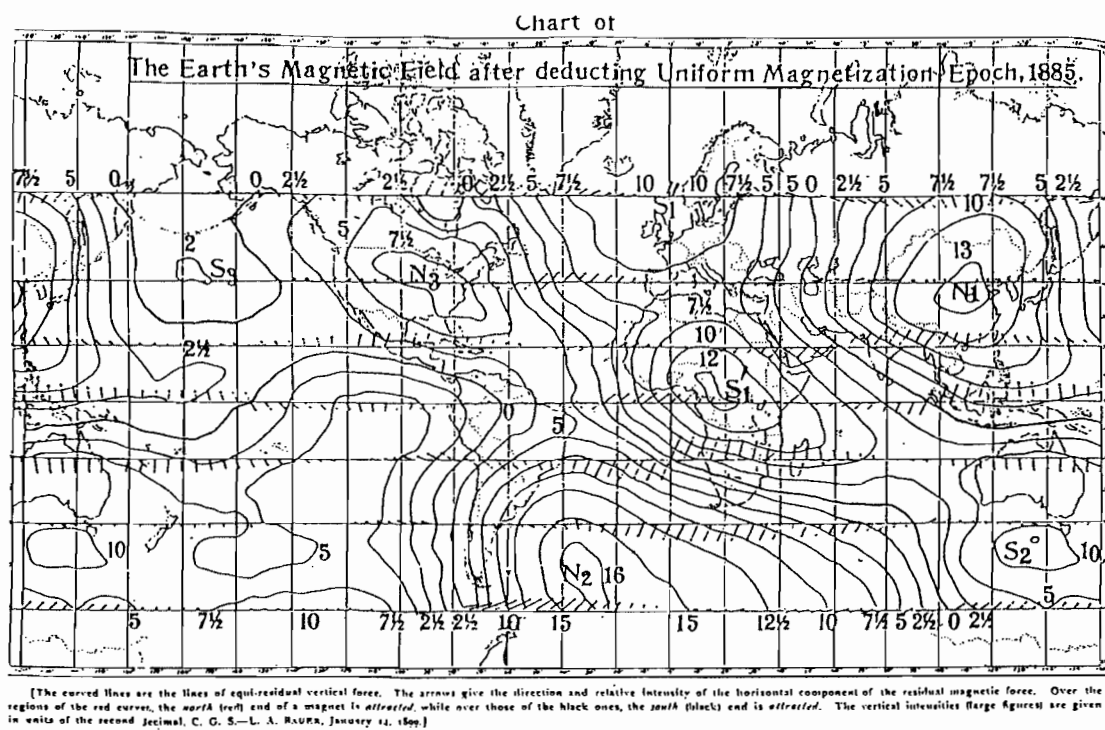 Chart of
The Earth's Magnetic Field after deducting Uniform Magnetization, Epoch, 1885.
7½ 5 0 0 2½ 2½ 0 2½ 5 7½ 10 10 7½ 5 5 0 2½ 5 7½ 7½ 5 2½
10
5
7½
2 S3
N3
13
N1
7½
10
12
S1
2½
0
5
10
5
N2 16
S2 10
5
5 7½ 10 7½ 2½ 2½ 10 15 15 12½ 10 7½ 5 2½ 0 2½
[The curved lines are the lines of equi-residual vertical force. The arrows give the direction and relative intensity of the horizontal component of the residual magnetic force. Over the
regions of the red curves, the north (red) end of a magnet is attracted, while over those of the black ones, the south (black) end is attracted. The vertical intensities (large figures) are given
in units of the second decimal, C. G. S.—L. A. BAUER, January 14, 1899.]